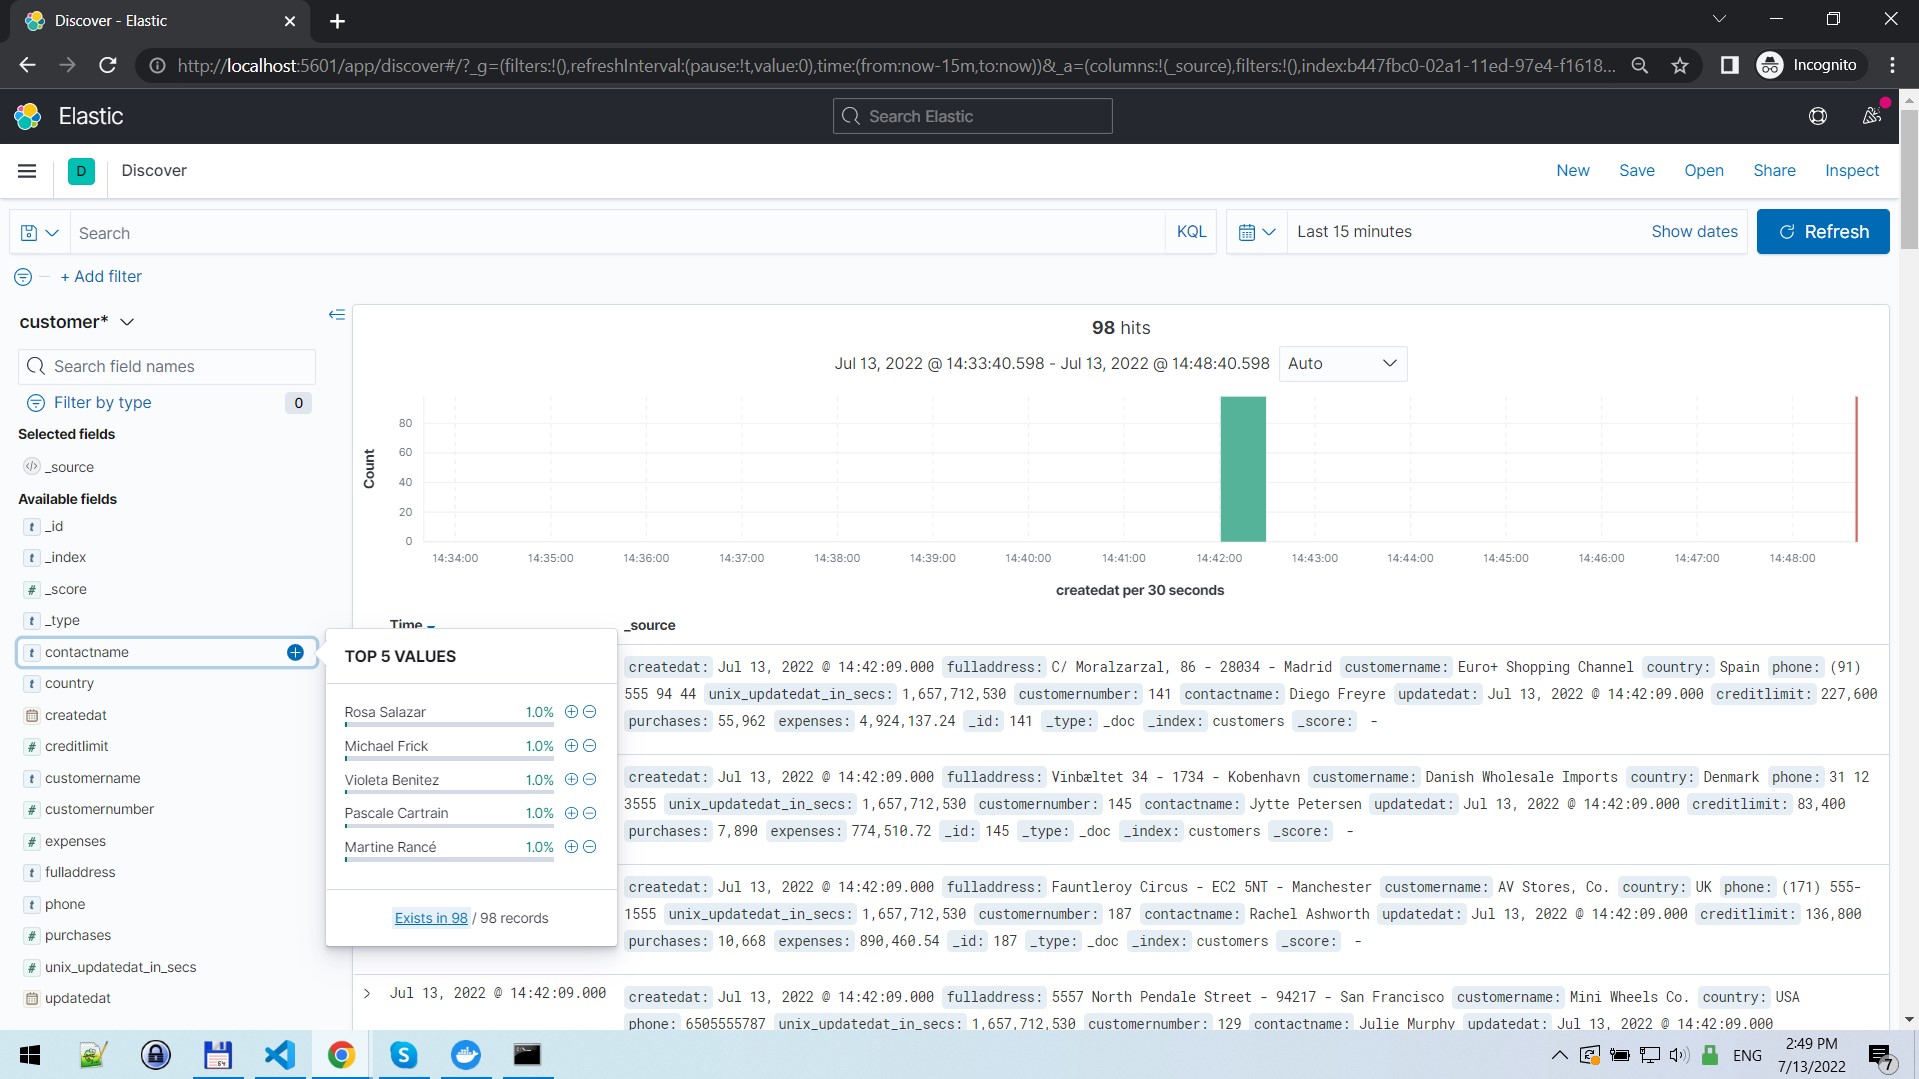 Discover - Elastic
http://localhost:5601/app/discover#/?_g=(filters:!(),refreshInterval:(pause:!t,value:0),time:(from:now-15m,to:now))&_a=(columns:!(_source),filters:!(),index:b447fbc0-02a1-11ed-97e4-f1618...
Incognito
Elastic
Search Elastic
D
Discover
New
Save
Open
Share
Inspect
Search
KQL
Last 15 minutes
Show dates
Refresh
+ Add filter
customer*
Search field names
Filter by type
0
Selected fields
_source
Available fields
t _id
t _index
# _score
t _type
t contactname
t country
createdat
# creditlimit
t customername
# customernumber
# expenses
t fulladdress
t phone
# purchases
# unix_updatedat_in_secs
updatedat
98 hits
Jul 13, 2022 @ 14:33:40.598 - Jul 13, 2022 @ 14:48:40.598
Auto
Count
80
60
40
20
0
14:34:00 14:35:00 14:36:00 14:37:00 14:38:00 14:39:00 14:40:00 14:41:00 14:42:00 14:43:00 14:44:00 14:45:00 14:46:00 14:47:00 14:48:00
createdat per 30 seconds
Time
_source
TOP 5 VALUES
Rosa Salazar 1.0%
Michael Frick 1.0%
Violeta Benitez 1.0%
Pascale Cartrain 1.0%
Martine Rancé 1.0%
Exists in 98 / 98 records
createdat: Jul 13, 2022 @ 14:42:09.000 fulladdress: C/ Moralzarzal, 86 - 28034 - Madrid customername: Euro+ Shopping Channel country: Spain phone: (91)
555 94 44 unix_updatedat_in_secs: 1,657,712,530 customernumber: 141 contactname: Diego Freyre updatedat: Jul 13, 2022 @ 14:42:09.000 creditlimit: 227,600
purchases: 55,962 expenses: 4,924,137.24 _id: 141 _type: _doc _index: customers _score: -
createdat: Jul 13, 2022 @ 14:42:09.000 fulladdress: Vinbæltet 34 - 1734 - Kobenhavn customername: Danish Wholesale Imports country: Denmark phone: 31 12
3555 unix_updatedat_in_secs: 1,657,712,530 customernumber: 145 contactname: Jytte Petersen updatedat: Jul 13, 2022 @ 14:42:09.000 creditlimit: 83,400
purchases: 7,890 expenses: 774,510.72 _id: 145 _type: _doc _index: customers _score: -
createdat: Jul 13, 2022 @ 14:42:09.000 fulladdress: Fauntleroy Circus - EC2 5NT - Manchester customername: AV Stores, Co. country: UK phone: (171) 555-
1555 unix_updatedat_in_secs: 1,657,712,530 customernumber: 187 contactname: Rachel Ashworth updatedat: Jul 13, 2022 @ 14:42:09.000 creditlimit: 136,800
purchases: 10,668 expenses: 890,460.54 _id: 187 _type: _doc _index: customers _score: -
Jul 13, 2022 @ 14:42:09.000
createdat: Jul 13, 2022 @ 14:42:09.000 fulladdress: 5557 North Pendale Street - 94217 - San Francisco customername: Mini Wheels Co. country: USA
phone: 6505555787 unix_updatedat_in_secs: 1,657,712,530 customernumber: 129 contactname: Julie Murphy updatedat: Jul 13, 2022 @ 14:42:09.000
64
S
ENG
2:49 PM
7/13/2022
7